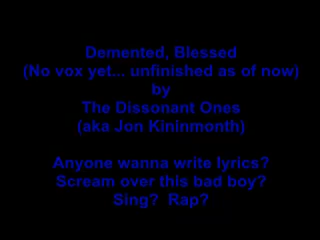 Demented, Blessed
(No vox yet... unfinished as of now)
by
The Dissonant Ones
(aka Jon Kininmonth)
Anyone wanna write lyrics?
Scream over this bad boy?
Sing? Rap?